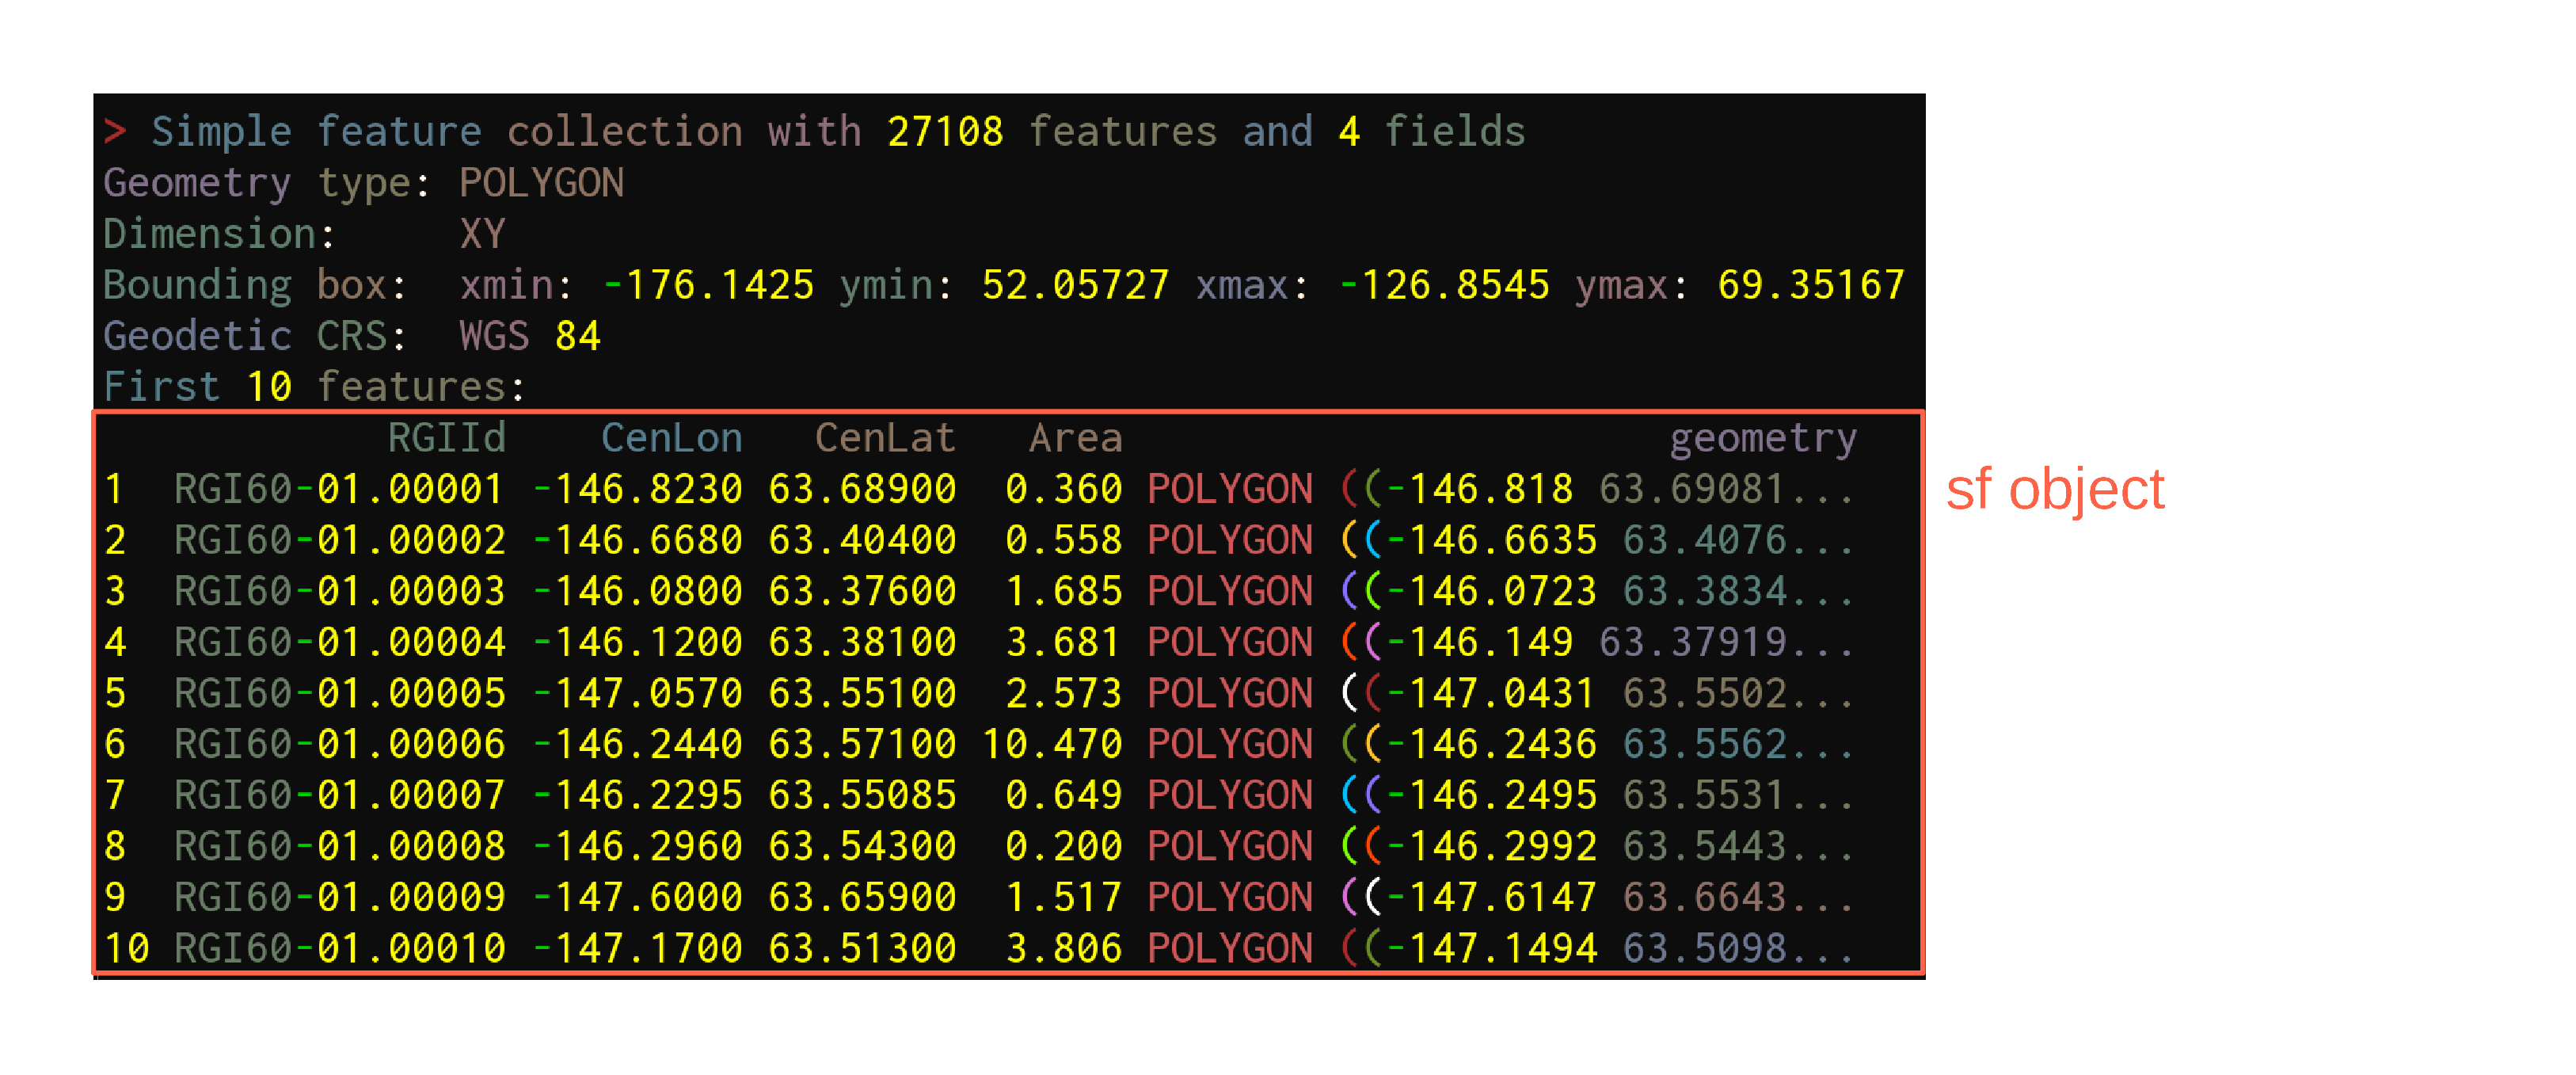 > Simple feature collection with 27108 features and 4 fields
Geometry type: POLYGON
Dimension:     XY
Bounding box:  xmin: -176.1425 ymin: 52.05727 xmax: -126.8545 ymax: 69.35167
Geodetic CRS:  WGS 84
First 10 features:
RGIId    CenLon   CenLat   Area                       geometry
1  RGI60-01.00001 -146.8230 63.68900  0.360 POLYGON ((-146.818 63.69081...
2  RGI60-01.00002 -146.6680 63.40400  0.558 POLYGON ((-146.6635 63.4076...
3  RGI60-01.00003 -146.0800 63.37600  1.685 POLYGON ((-146.0723 63.3834...
4  RGI60-01.00004 -146.1200 63.38100  3.681 POLYGON ((-146.149 63.37919...
5  RGI60-01.00005 -147.0570 63.55100  2.573 POLYGON ((-147.0431 63.5502...
6  RGI60-01.00006 -146.2440 63.57100 10.470 POLYGON ((-146.2436 63.5562...
7  RGI60-01.00007 -146.2295 63.55085  0.649 POLYGON ((-146.2495 63.5531...
8  RGI60-01.00008 -146.2960 63.54300  0.200 POLYGON ((-146.2992 63.5443...
9  RGI60-01.00009 -147.6000 63.65900  1.517 POLYGON ((-147.6147 63.6643...
10 RGI60-01.00010 -147.1700 63.51300  3.806 POLYGON ((-147.1494 63.5098...
sf object